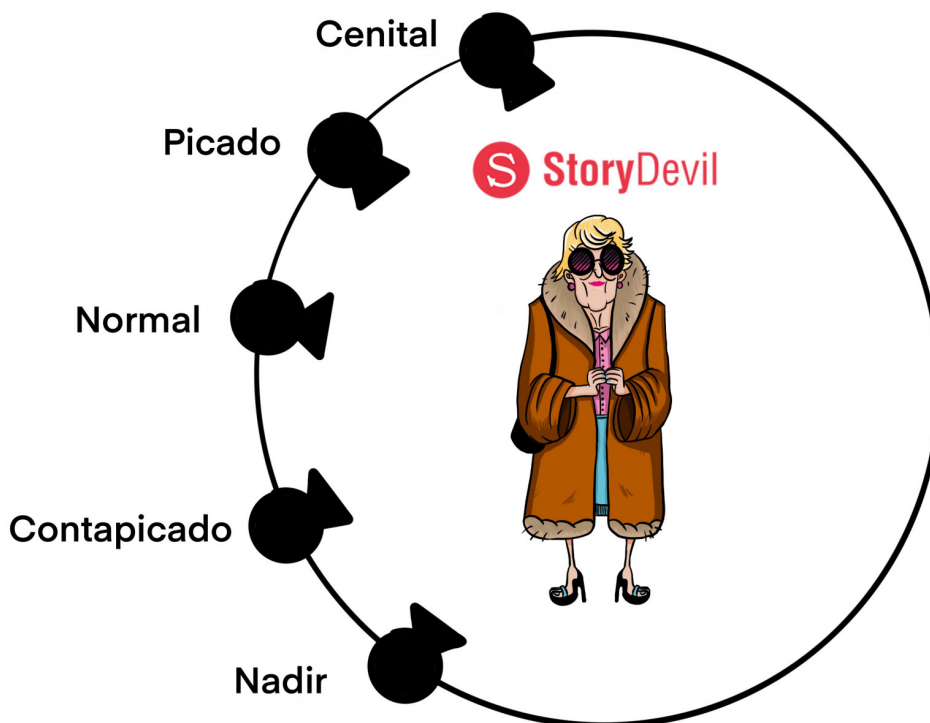 Cenital
Picado
S StoryDevil
Normal
Contapicado
Nadir